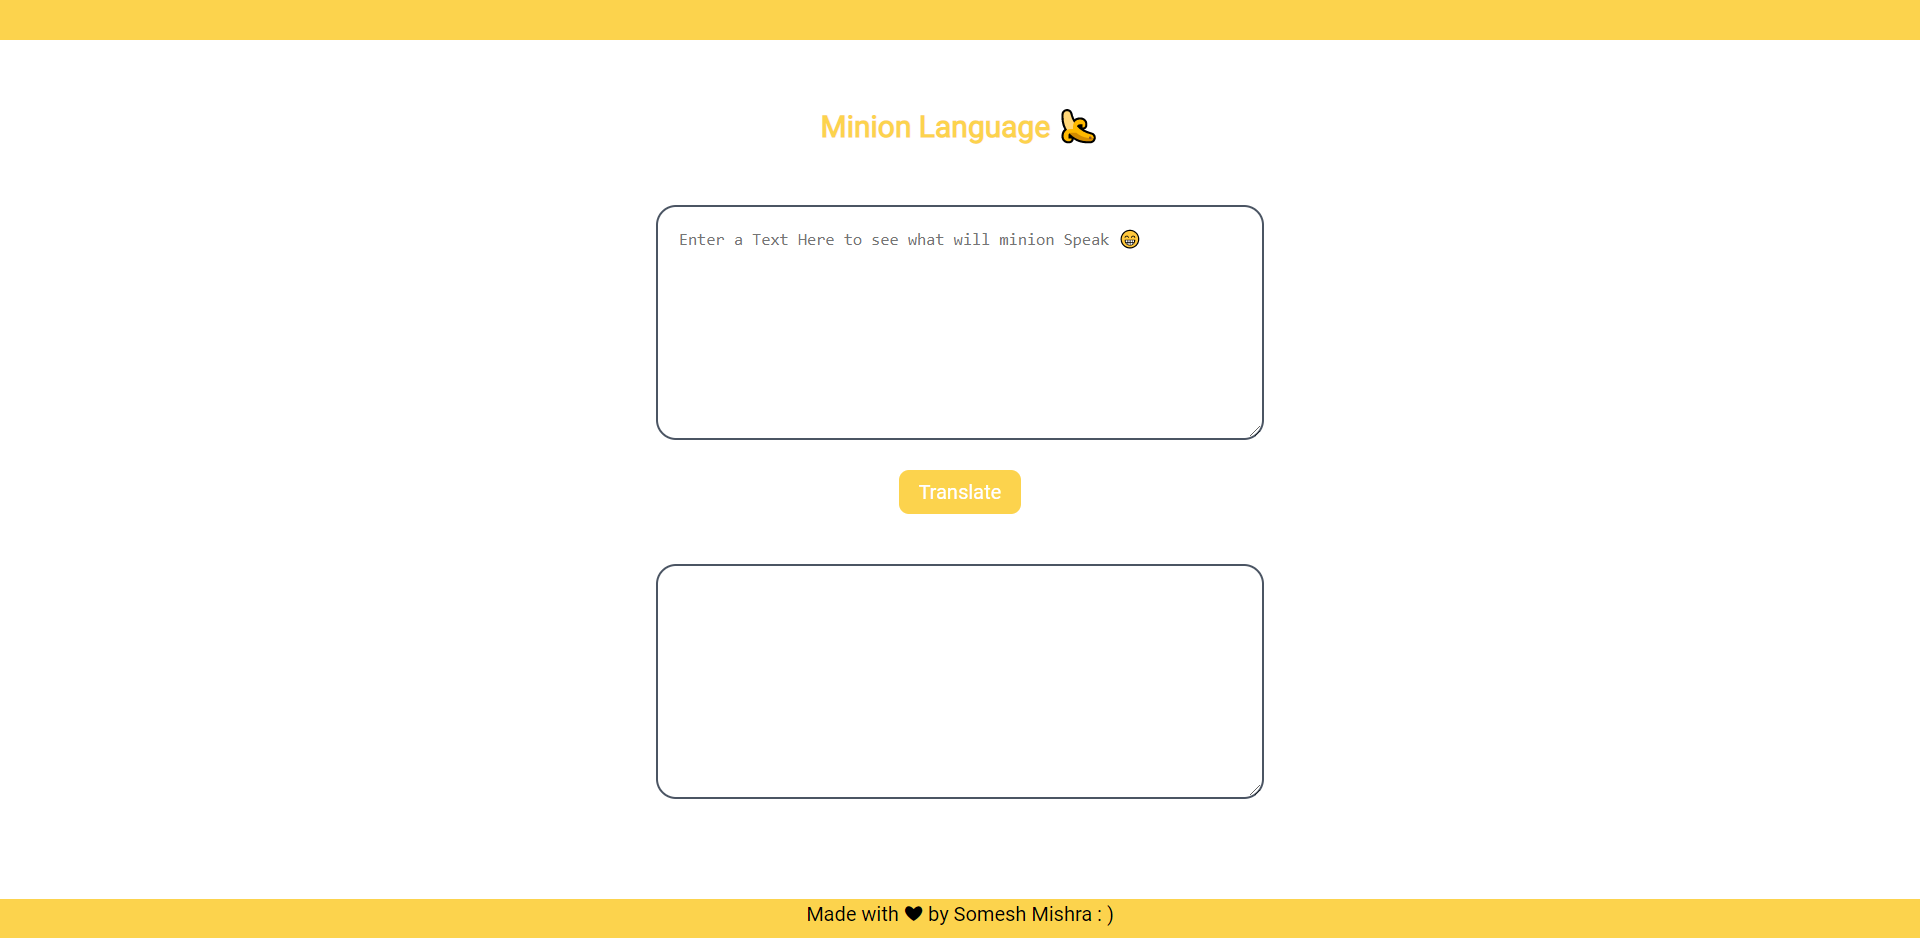 Minion Language 🍌
Enter a Text Here to see what will minion Speak 😁
Translate
Made with 🖤 by Somesh Mishra : )